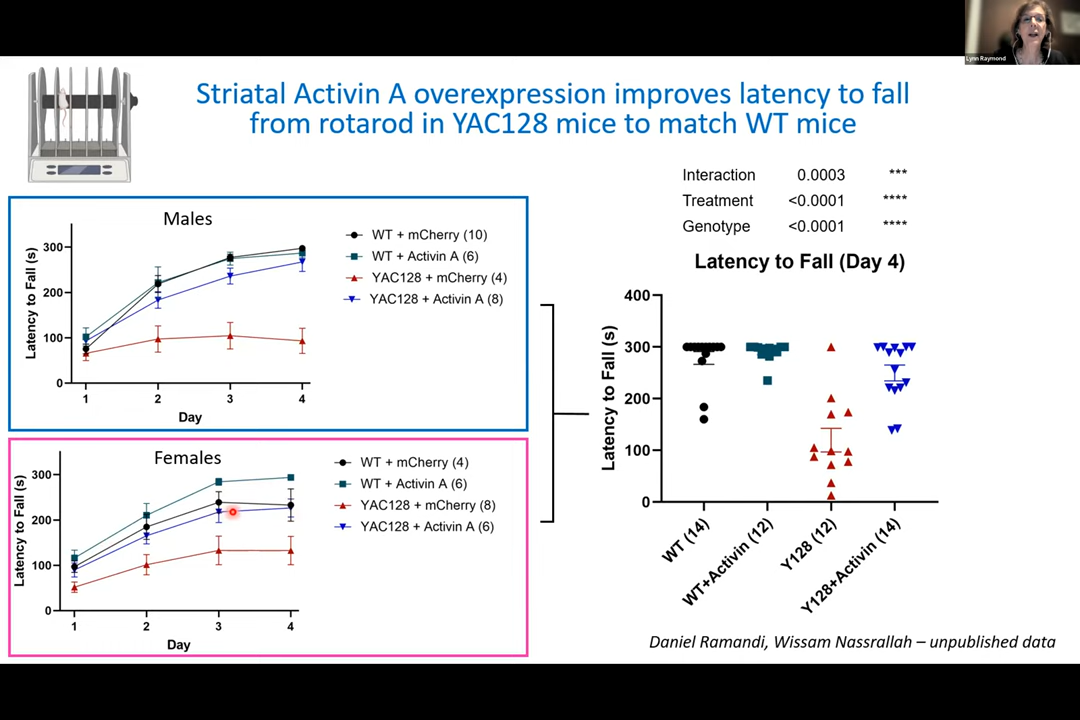 Lynn Raymond
Striatal Activin A overexpression improves latency to fall
from rotarod in YAC128 mice to match WT mice
Interaction 0.0003 ***
Treatment <0.0001 ****
Genotype <0.0001 ****
Males
Latency to Fall (s)
300
200
100
0
1 2 3 4
Day
WT + mCherry (10)
WT + Activin A (6)
YAC128 + mCherry (4)
YAC128 + Activin A (8)
Females
Latency to Fall (s)
300
200
100
0
1 2 3 4
Day
WT + mCherry (4)
WT + Activin A (6)
YAC128 + mCherry (8)
YAC128 + Activin A (6)
Latency to Fall (Day 4)
Latency to Fall (s)
400
300
200
100
0
WT (14)
WT+Activin (12)
Y128 (12)
Y128+Activin (14)
Daniel Ramandi, Wissam Nassrallah – unpublished data